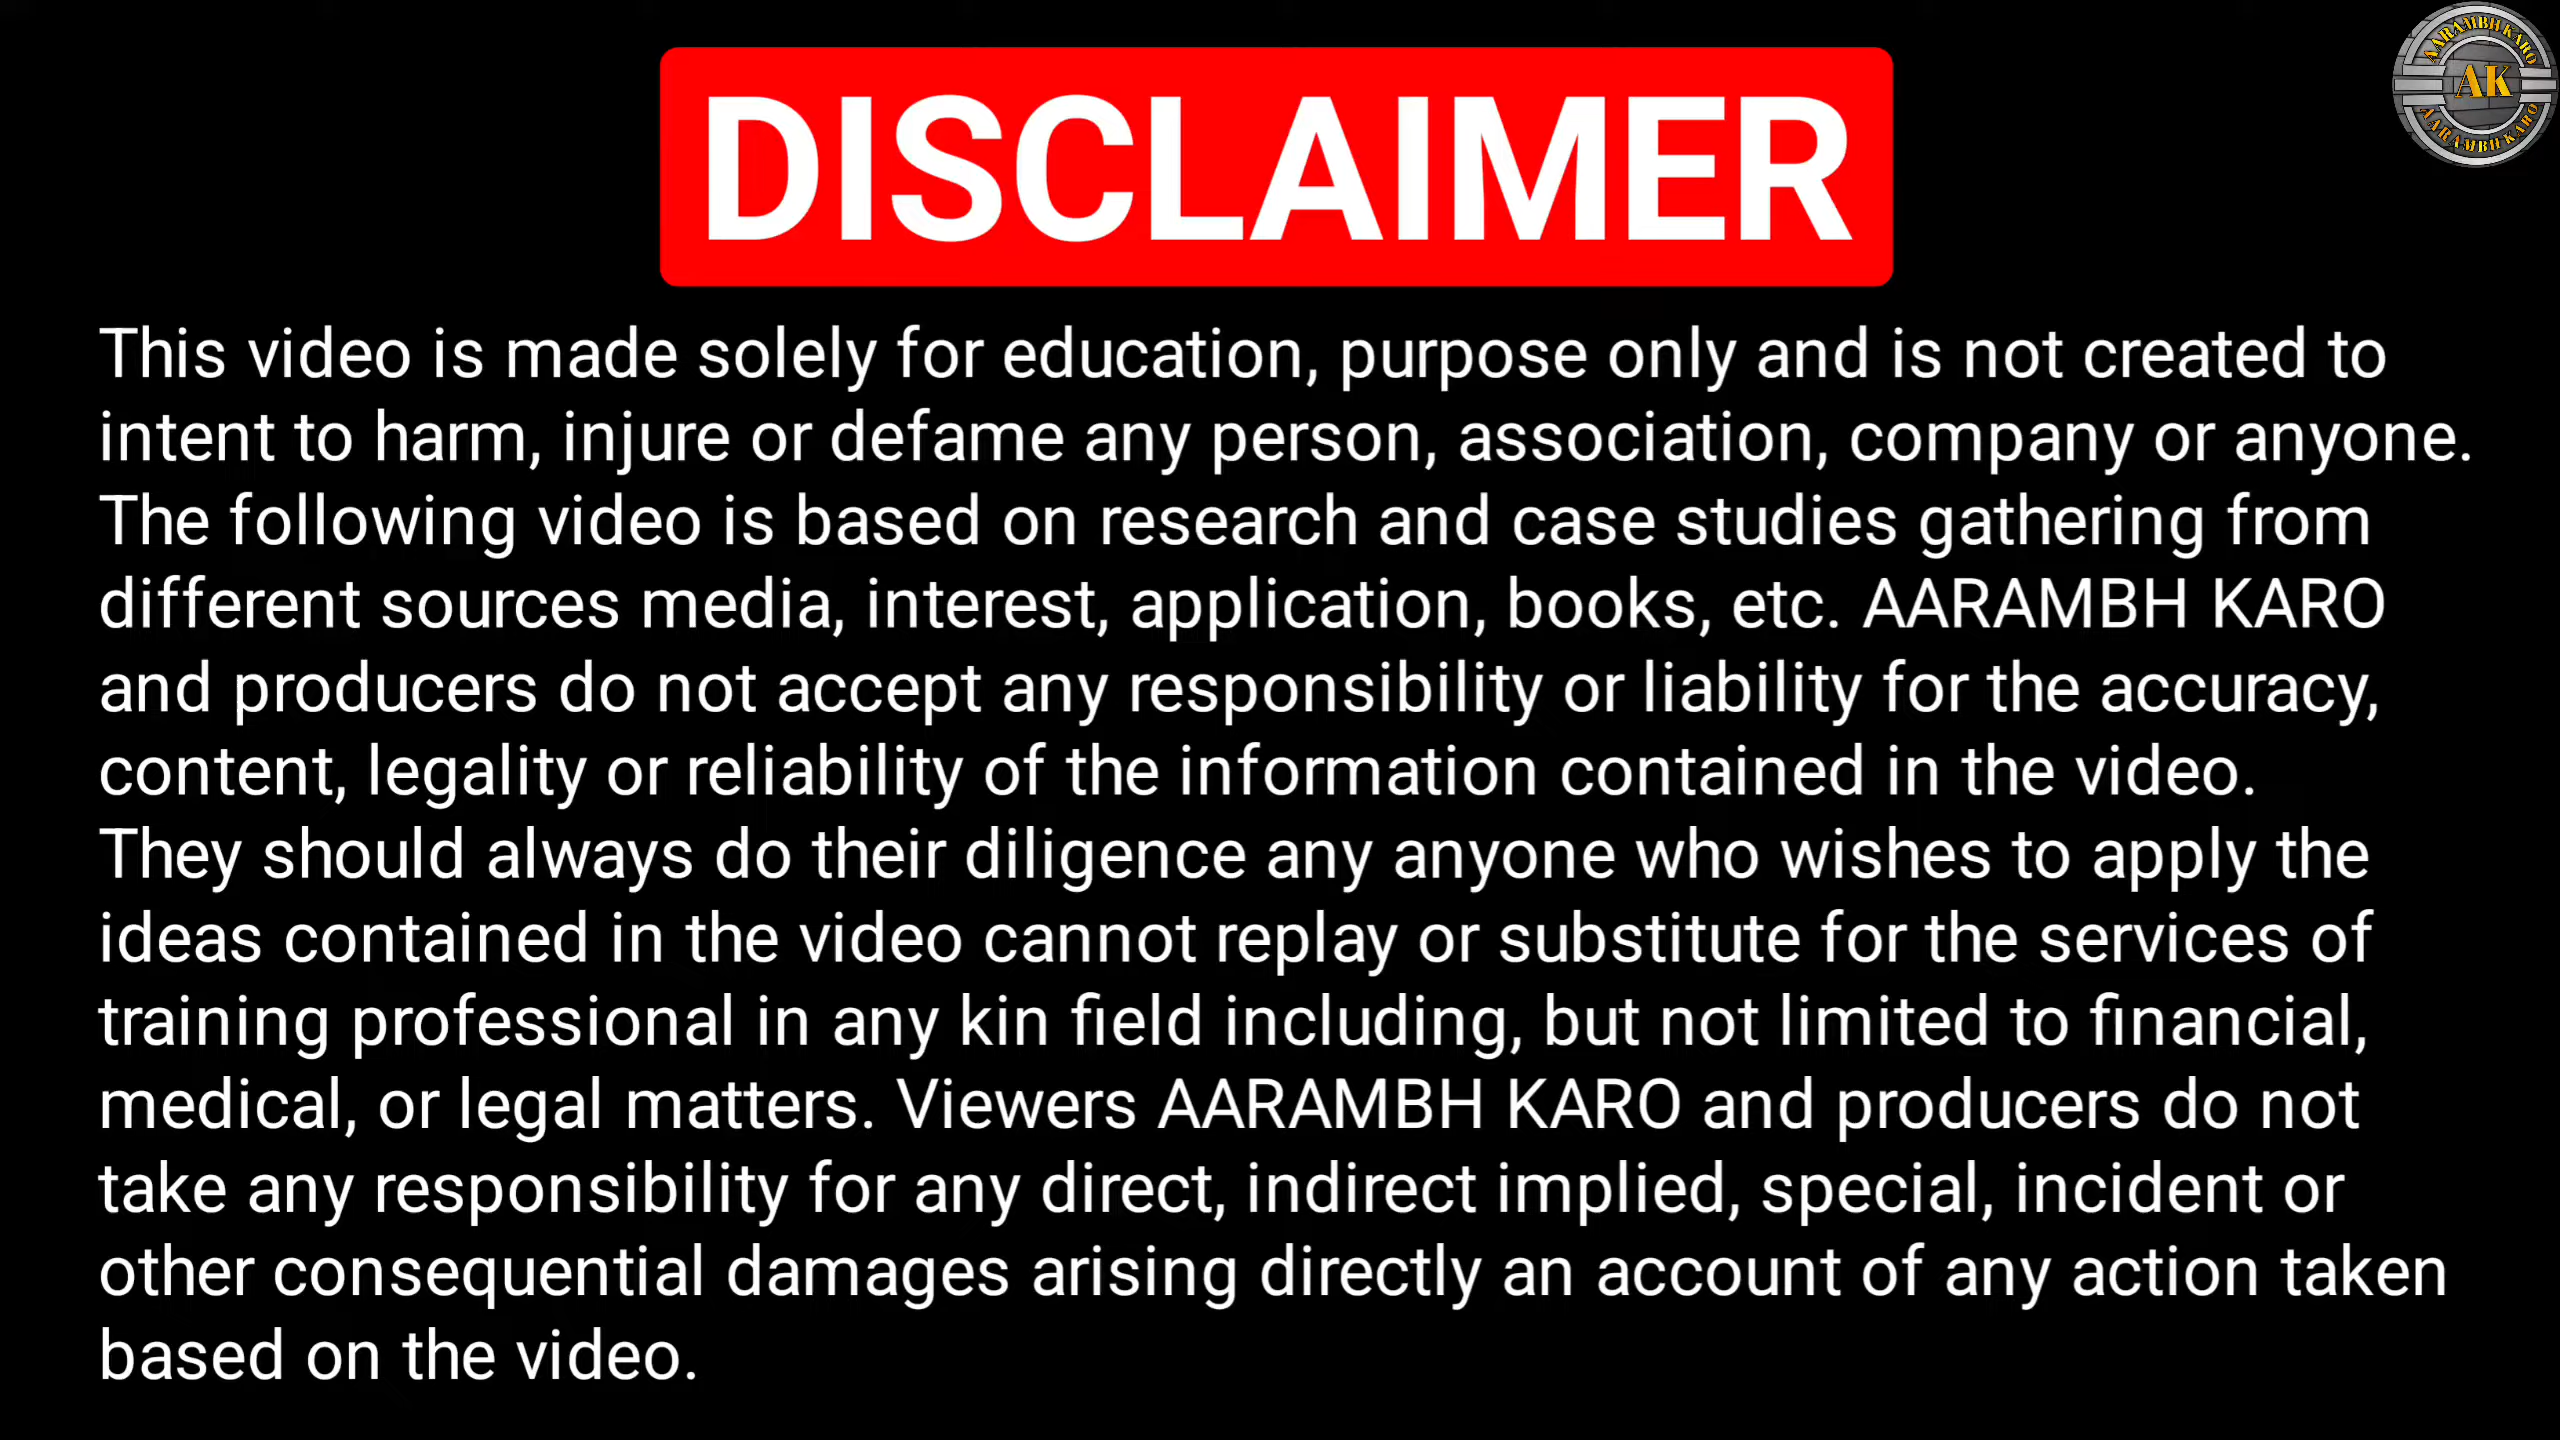 DISCLAIMER
AARAMBH KARO
AK
AARAMBH KARO
This video is made solely for education, purpose only and is not created to
intent to harm, injure or defame any person, association, company or anyone.
The following video is based on research and case studies gathering from
different sources media, interest, application, books, etc. AARAMBH KARO
and producers do not accept any responsibility or liability for the accuracy,
content, legality or reliability of the information contained in the video.
They should always do their diligence any anyone who wishes to apply the
ideas contained in the video cannot replay or substitute for the services of
training professional in any kin field including, but not limited to financial,
medical, or legal matters. Viewers AARAMBH KARO and producers do not
take any responsibility for any direct, indirect implied, special, incident or
other consequential damages arising directly an account of any action taken
based on the video.